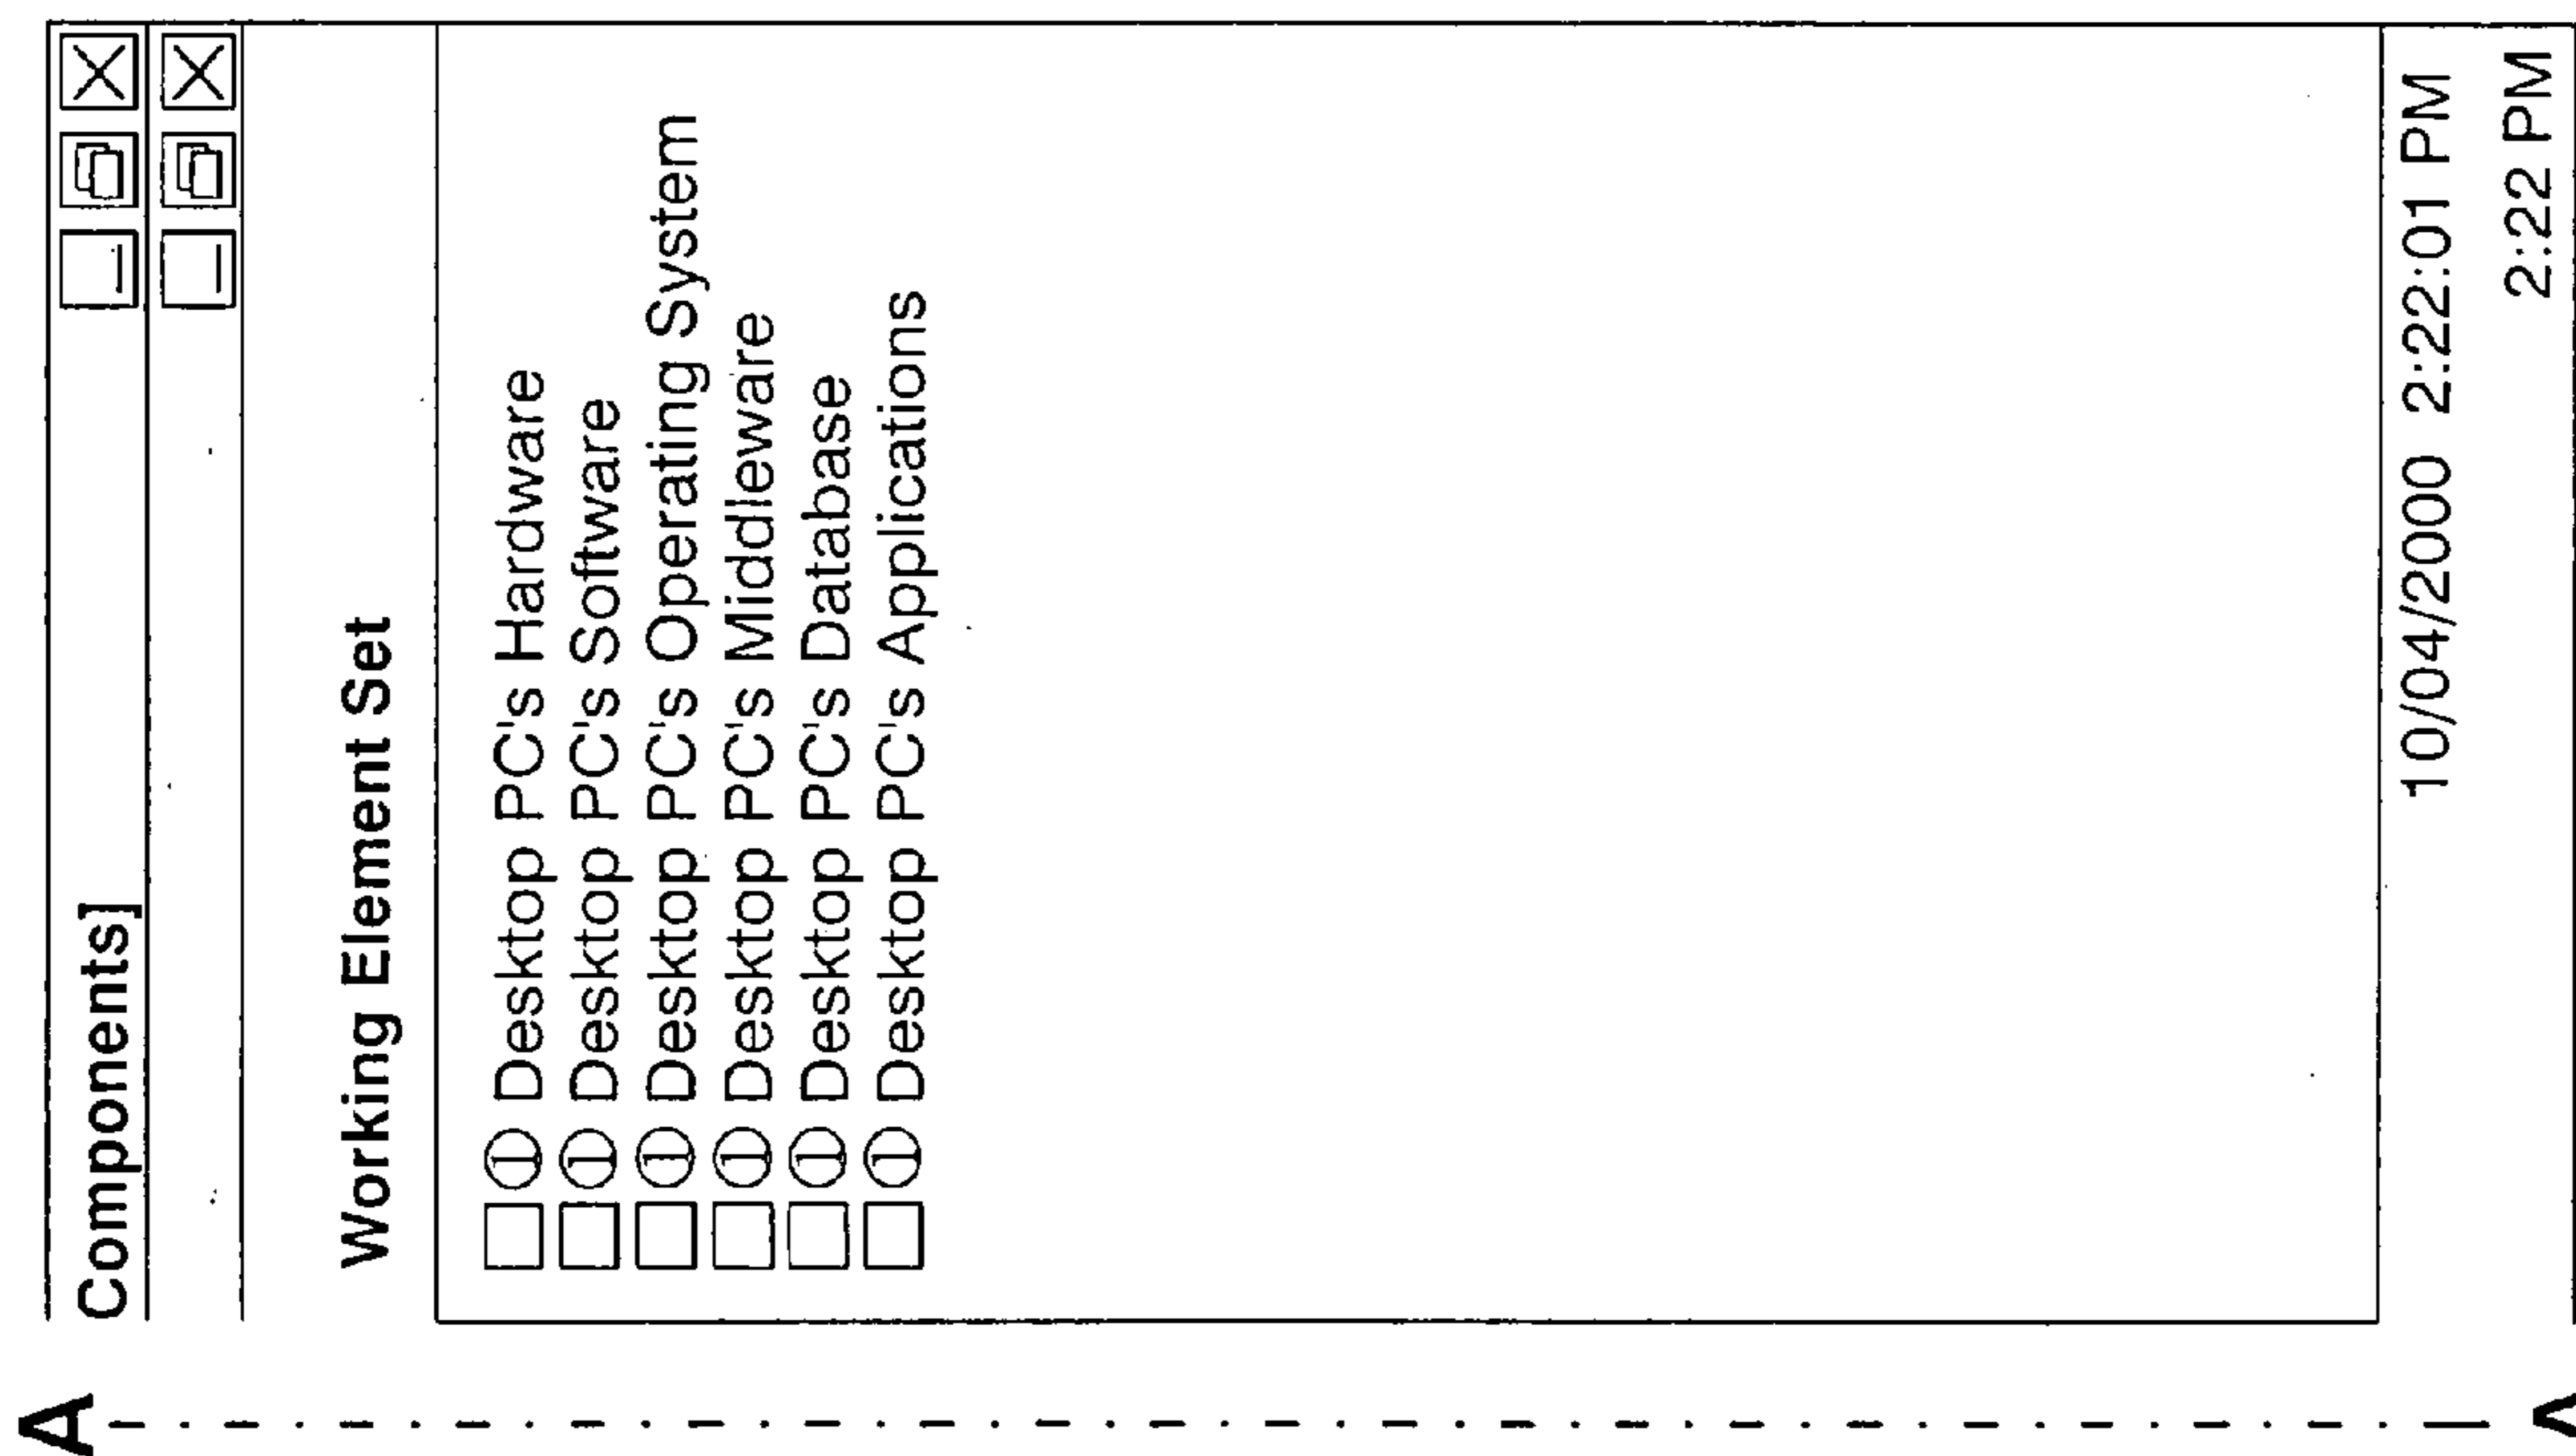 Components]
Working Element Set
① Desktop PC's Hardware
① Desktop PC's Software
① Desktop PC's Operating System
① Desktop PC's Middleware
① Desktop PC's Database
① Desktop PC's Applications
10/04/2000 2:22:01 PM
2:22 PM
A
A